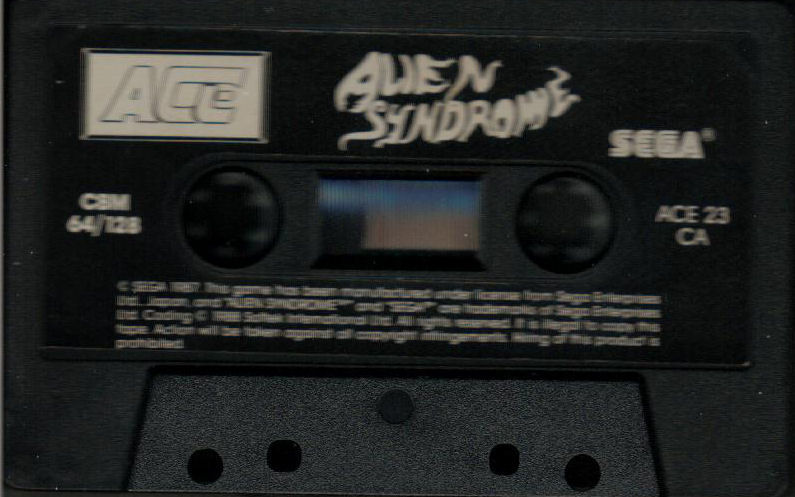 ACE
ALIEN
SYNDROME
SEGA®
CBM
64/128
ACE 23
CA
© SEGA 1987. This game has been manufactured under license from Sega Enterprises
Ltd. Japan, and "ALIEN SYNDROME™" and "SEGA®" are trademarks of Sega Enterprises
Ltd. Coding © 1988 Softek International Ltd. All rights reserved. It is illegal to copy this
tape. Action will be taken against all copyright infringements. Hiring of this product is
prohibited.